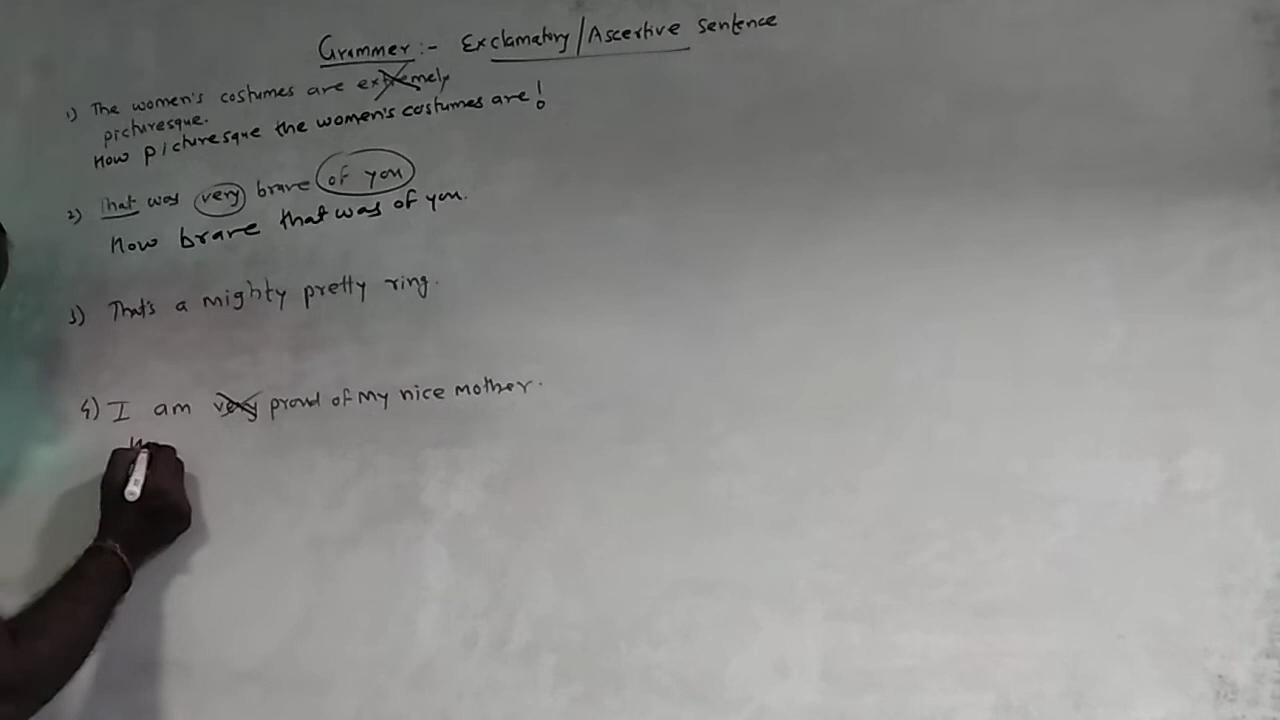 Grammer :- Exclamatory/Ascertive Sentence
1) The women's costumes are extremely
picturesque.
How picturesque the women's costumes are!
2) That was very brave of you
How brave that was of you.
3) That's a mighty pretty ring.
4) I am very proud of my nice mother.